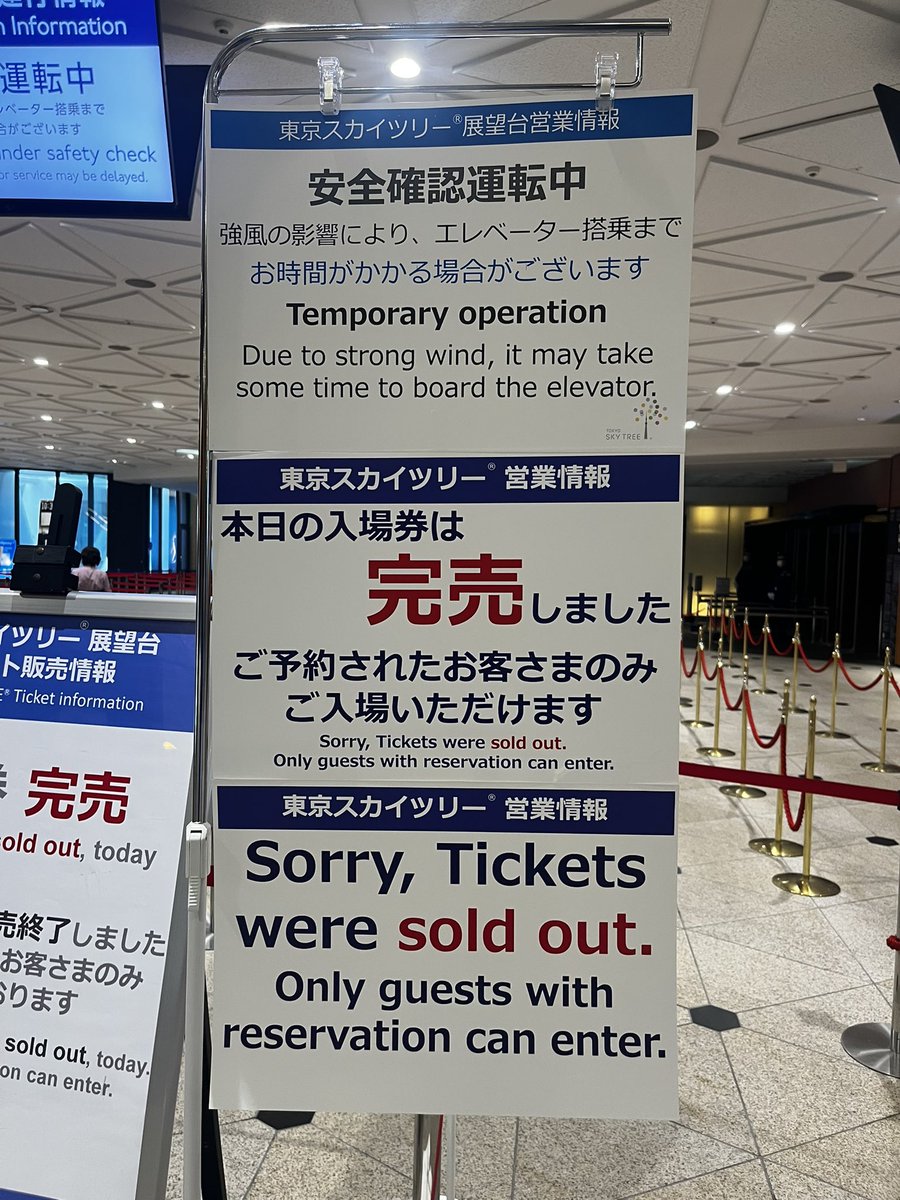 Information
運転中
ベーター搭乗まで
合がございます
under safety check
or service may be delayed.
東京スカイツリー®展望台営業情報
安全確認運転中
強風の影響により、エレベーター搭乗まで
お時間がかかる場合がございます
Temporary operation
Due to strong wind, it may take
some time to board the elevator.
TOKYO
SKYTREE
東京スカイツリー® 営業情報
本日の入場券は
完売しました
ご予約されたお客さまのみ
ご入場いただけます
Sorry, Tickets were sold out.
Only guests with reservation can enter.
東京スカイツリー® 営業情報
Sorry, Tickets
were sold out.
Only guests with
reservation can enter.
イツリー® 展望台
ト販売情報
® Ticket information
完売
sold out, today
売終了しました
お客さまのみ
おります
sold out, today.
on can enter.